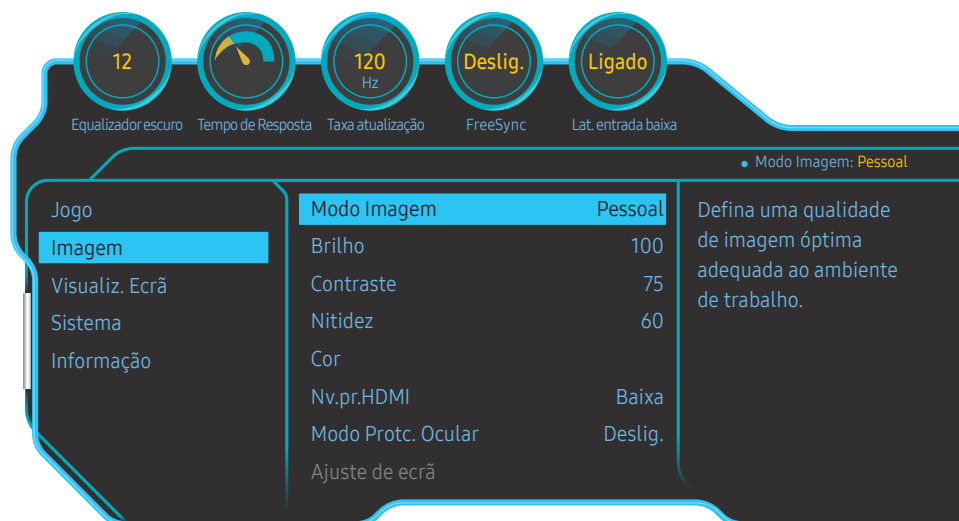 12
120
Hz
Deslig.
Ligado
Equalizador escuro
Tempo de Resposta
Taxa atualização
FreeSync
Lat. entrada baixa
• Modo Imagem: Pessoal
Jogo
Imagem
Visualiz. Ecrã
Sistema
Informação
Modo Imagem Pessoal
Brilho 100
Contraste 75
Nitidez 60
Cor
Nv.pr.HDMI Baixa
Modo Protc. Ocular Deslig.
Ajuste de ecrã
Defina uma qualidade
de imagem óptima
adequada ao ambiente
de trabalho.